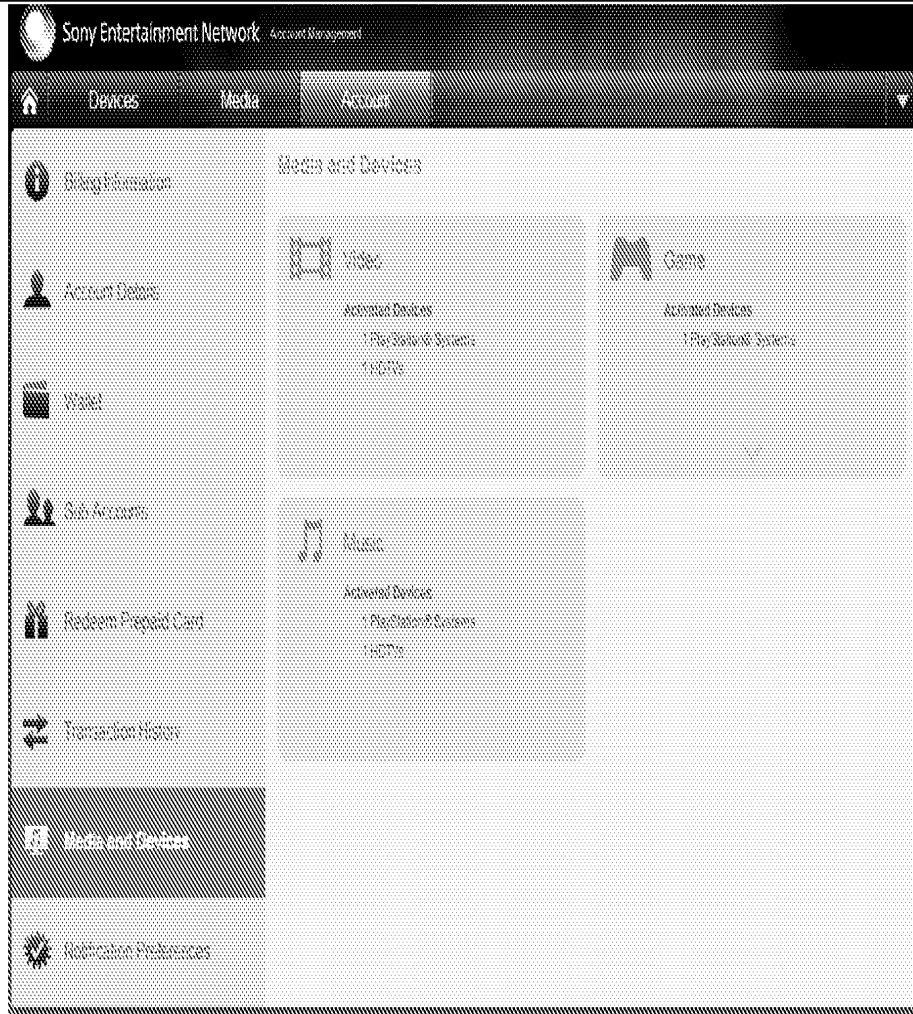 Sony Entertainment Network Account Management
Devices Media Account
Billing Information
Account Details
Wallet
Sub Accounts
Redeem Prepaid Card
Transaction History
Media and Devices
Notification Preferences
Media and Devices
Video
Activated Devices
1 PlayStation® Systems
1 HDTVs
Game
Activated Devices
1 PlayStation® Systems
Music
Activated Devices
1 PlayStation® Systems
1 HDTVs